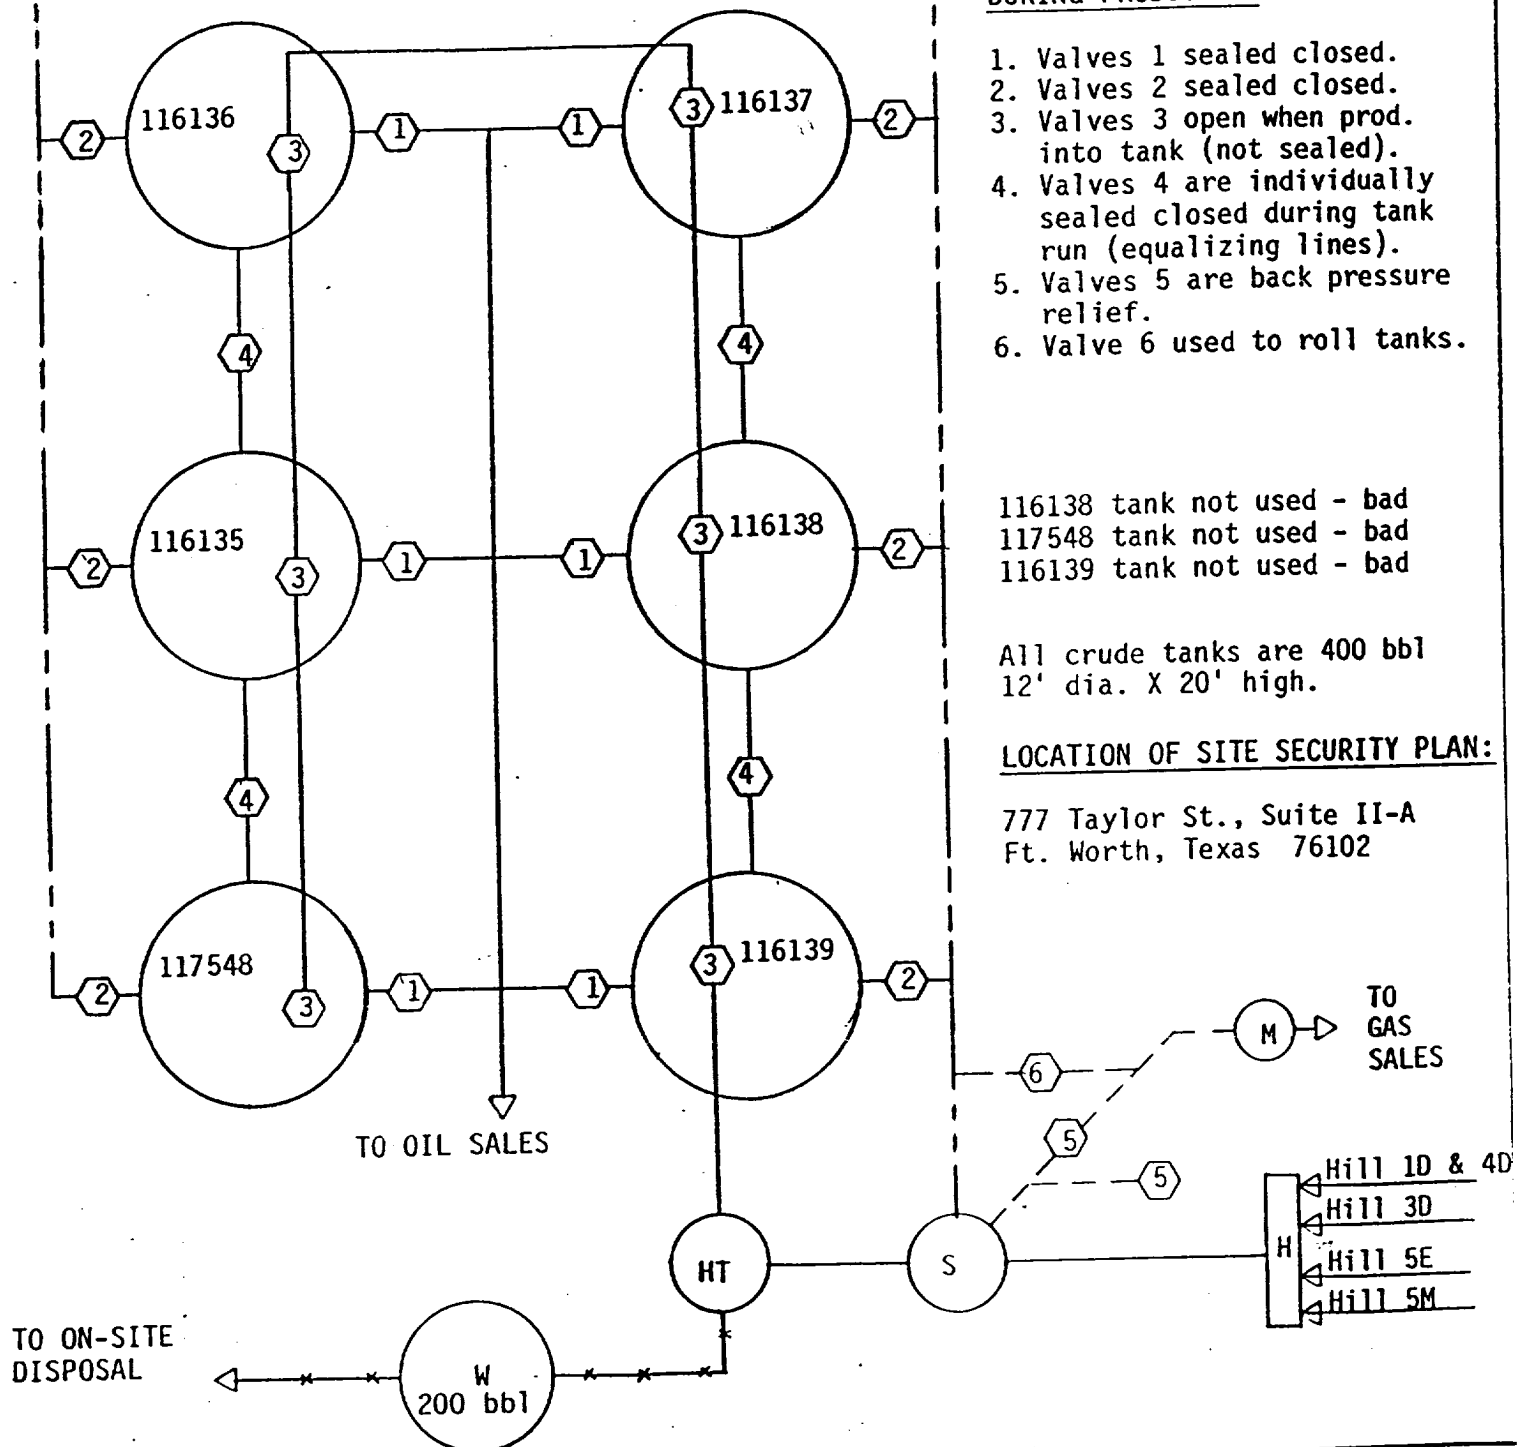 1. Valves 1 sealed closed.
2. Valves 2 sealed closed.
3. Valves 3 open when prod.
into tank (not sealed).
4. Valves 4 are individually
sealed closed during tank
run (equalizing lines).
5. Valves 5 are back pressure
relief.
6. Valve 6 used to roll tanks.
116138 tank not used - bad
117548 tank not used - bad
116139 tank not used - bad
All crude tanks are 400 bbl
12' dia. X 20' high.
LOCATION OF SITE SECURITY PLAN:
777 Taylor St., Suite II-A
Ft. Worth, Texas 76102
116136
116137
2
3
1
1
3
2
4
4
116135
116138
2
3
1
1
3
2
4
4
117548
116139
2
3
1
1
3
2
TO OIL SALES
6
5
5
M
TO
GAS
SALES
HT
S
H
Hill 1D & 4D
Hill 3D
Hill 5E
Hill 5M
TO ON-SITE
DISPOSAL
W
200 bbl